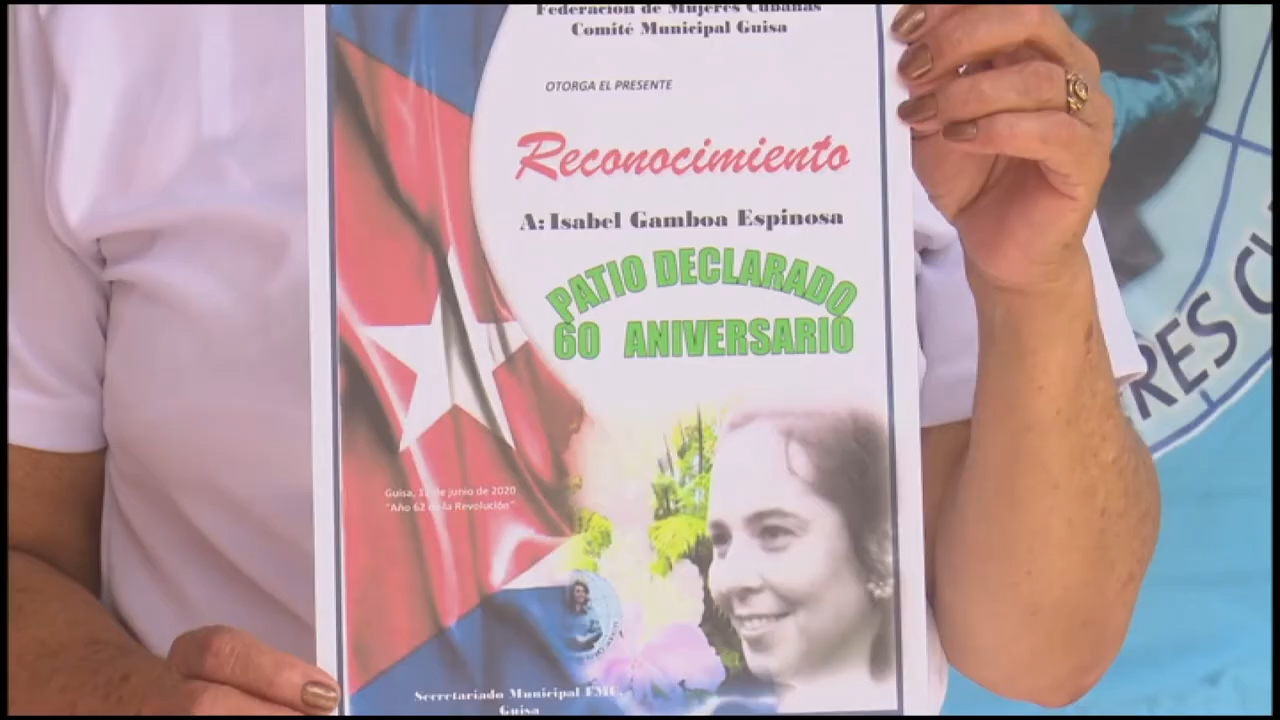 Federación de Mujeres Cubanas
Comité Municipal Guisa
OTORGA EL PRESENTE
Reconocimiento
A: Isabel Gamboa Espinosa
PATIO DECLARADO
60 ANIVERSARIO
Guisa, de junio de 2020
"Año 62 de la Revolución"
Secretariado Municipal FMC.
Guisa
RES CU